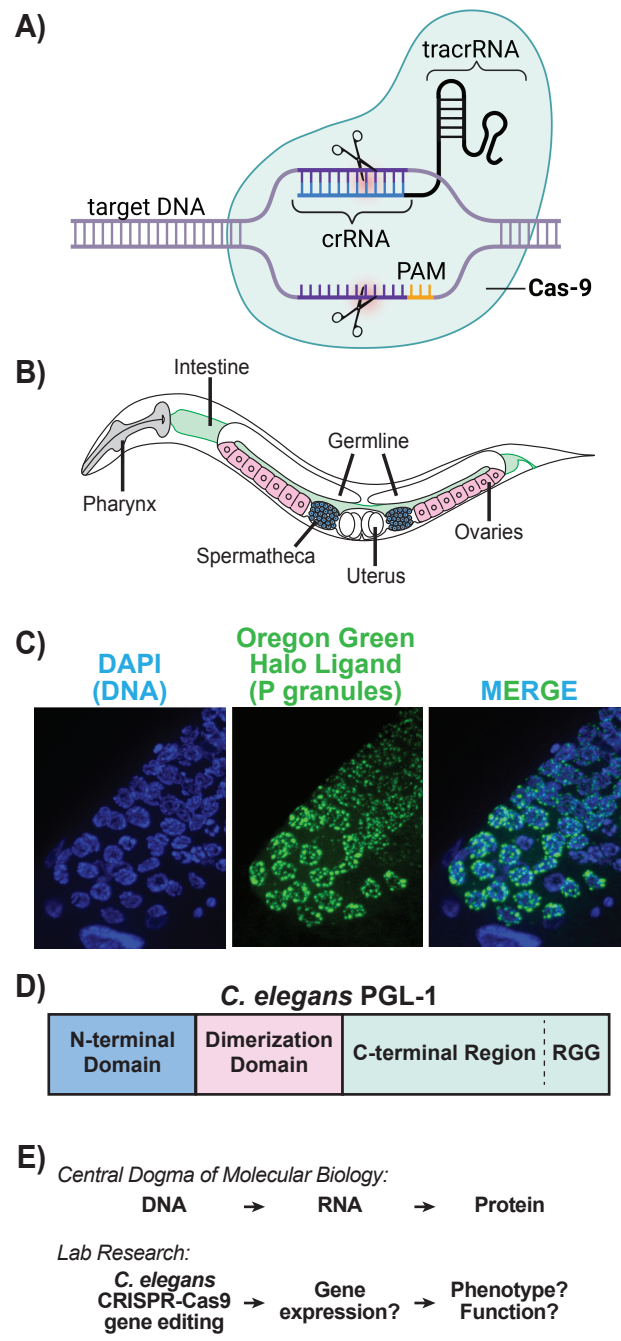 A)
tracrRNA
target DNA
crRNA
PAM
Cas-9
B)
Intestine
Germline
Pharynx
Spermatheca
Uterus
Ovaries
C)
DAPI
(DNA)
Oregon Green
Halo Ligand
(P granules)
MERGE
D)
C. elegans PGL-1
N-terminal
Domain
Dimerization
Domain
C-terminal Region
RGG
E)
Central Dogma of Molecular Biology:
DNA → RNA → Protein
Lab Research:
C. elegans
CRISPR-Cas9
gene editing
→
Gene
expression?
→
Phenotype?
Function?